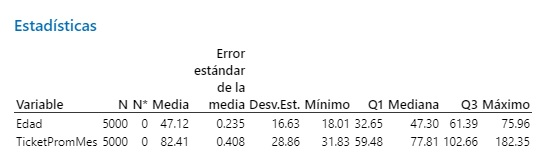 Estadísticas
Error
estándar
de la
Variable N N* Media media Desv.Est. Mínimo Q1 Mediana Q3 Máximo
Edad 5000 0 47.12 0.235 16.63 18.01 32.65 47.30 61.39 75.96
TicketPromMes 5000 0 82.41 0.408 28.86 31.83 59.48 77.81 102.66 182.35